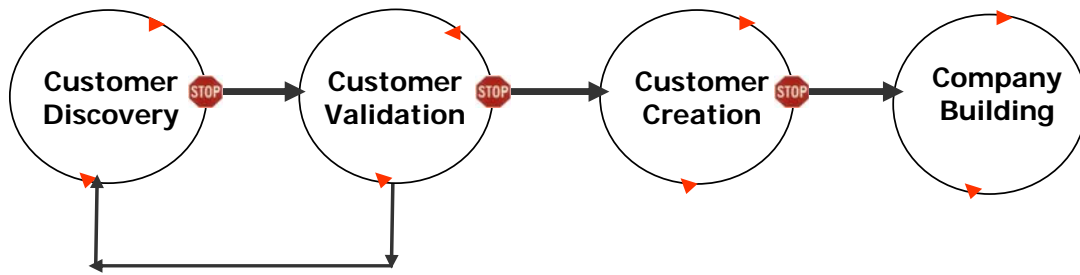 Customer
Discovery
STOP
Customer
Validation
STOP
Customer
Creation
STOP
Company
Building